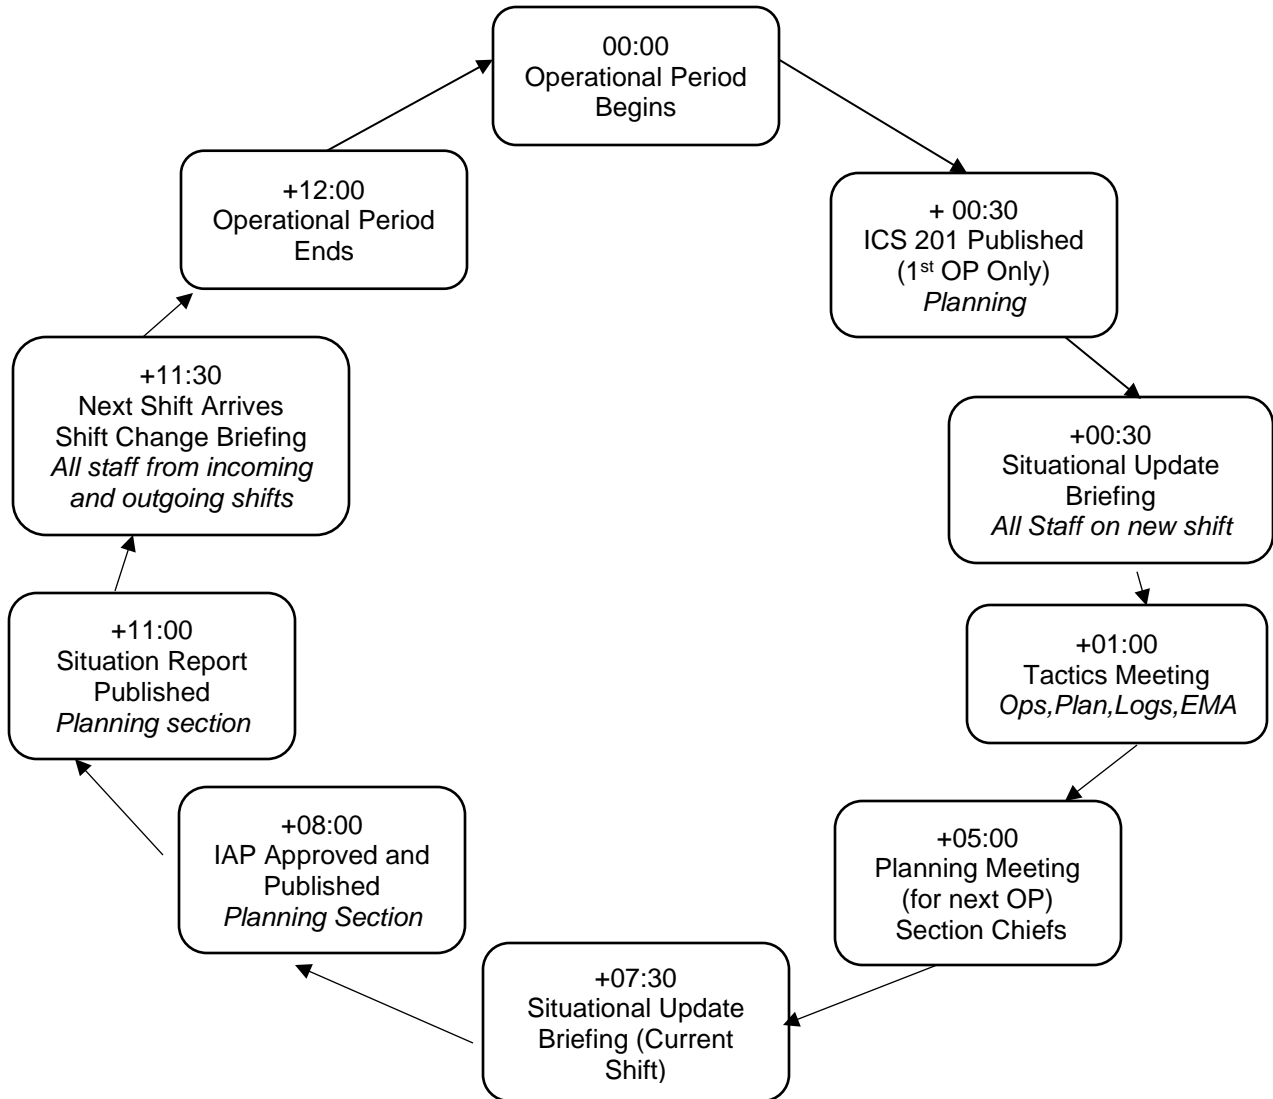 00:00
Operational Period
Begins
+ 00:30
ICS 201 Published
(1st OP Only)
Planning
+00:30
Situational Update
Briefing
All Staff on new shift
+01:00
Tactics Meeting
Ops,Plan,Logs,EMA
+05:00
Planning Meeting
(for next OP)
Section Chiefs
+07:30
Situational Update
Briefing (Current
Shift)
+08:00
IAP Approved and
Published
Planning Section
+11:00
Situation Report
Published
Planning section
+11:30
Next Shift Arrives
Shift Change Briefing
All staff from incoming
and outgoing shifts
+12:00
Operational Period
Ends